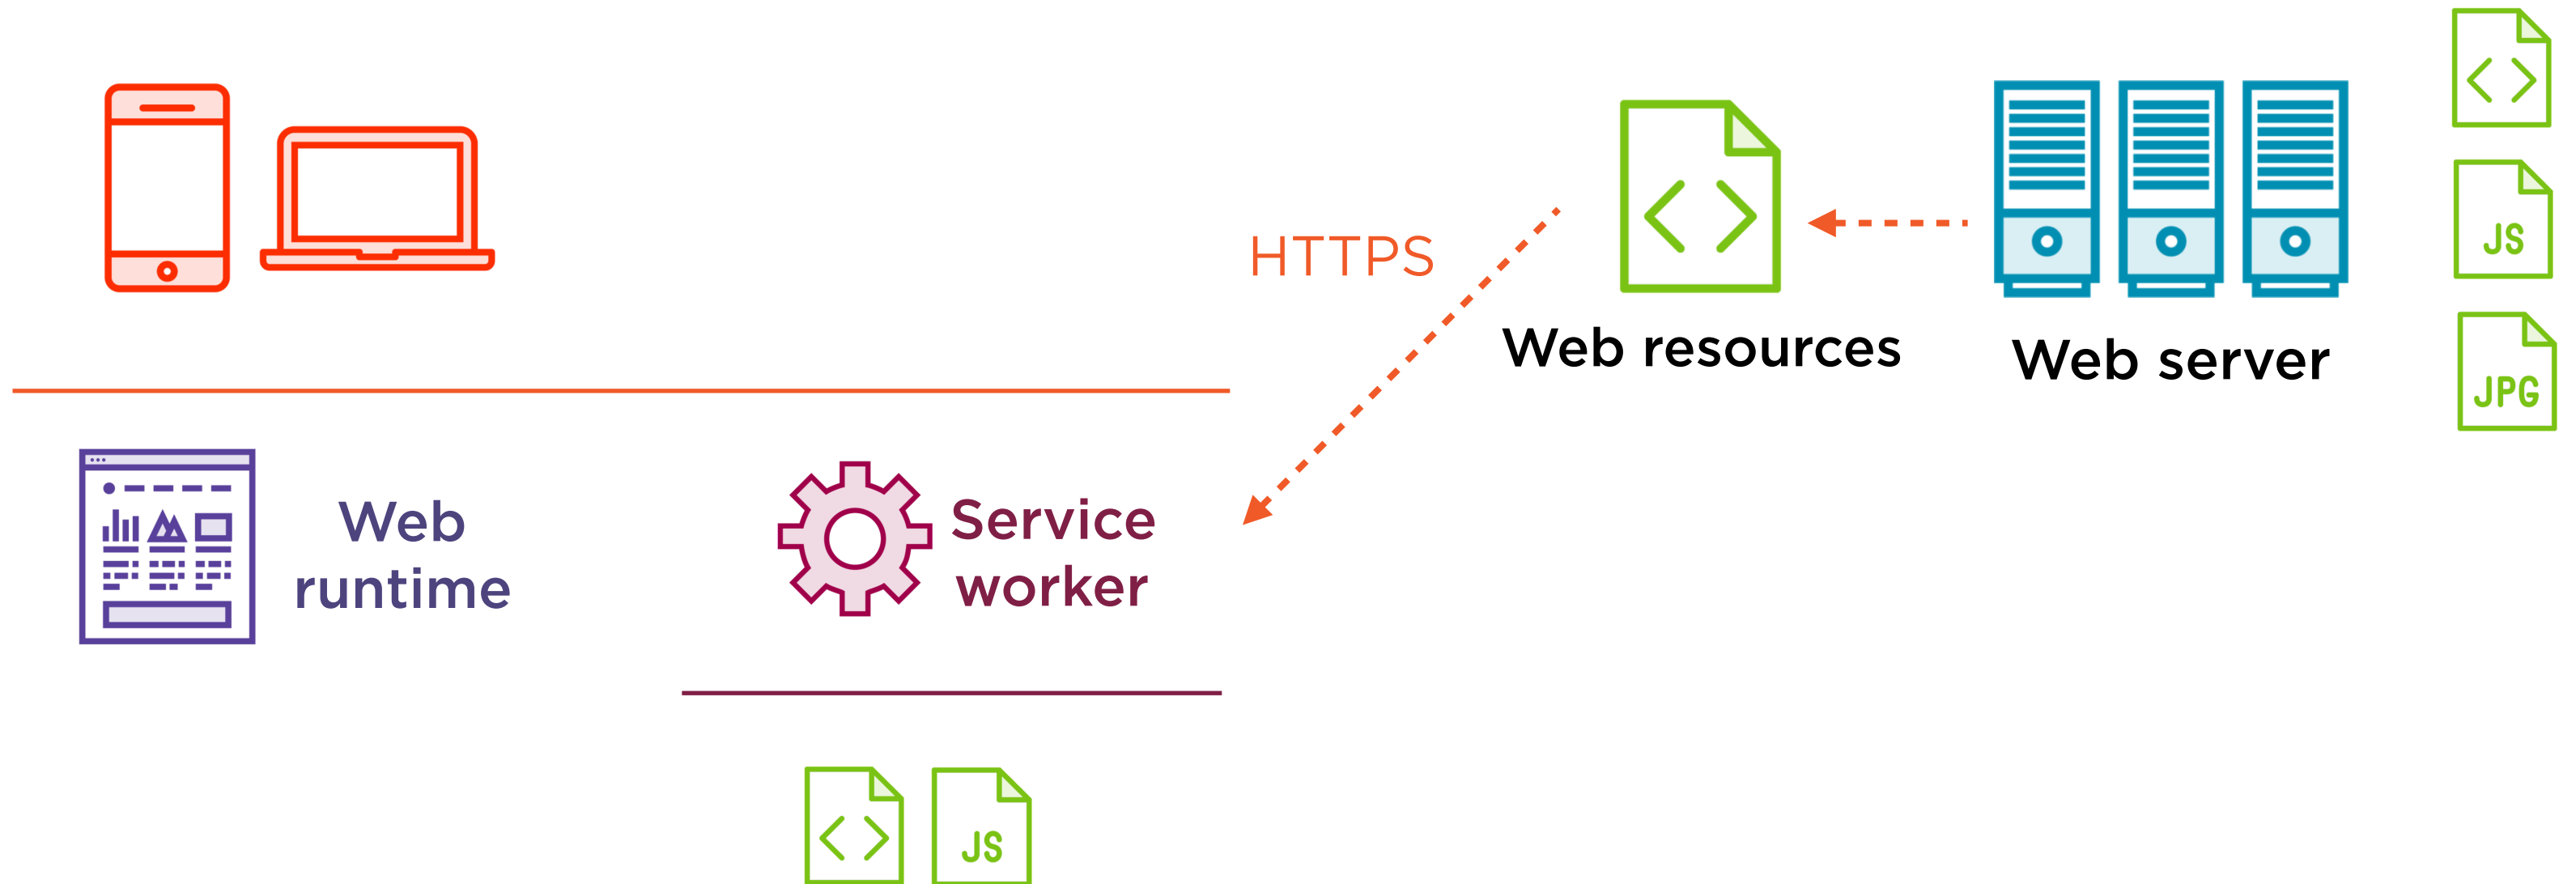 HTTPS
Web resources
Web server
JS
JPG
Web
runtime
Service
worker
JS